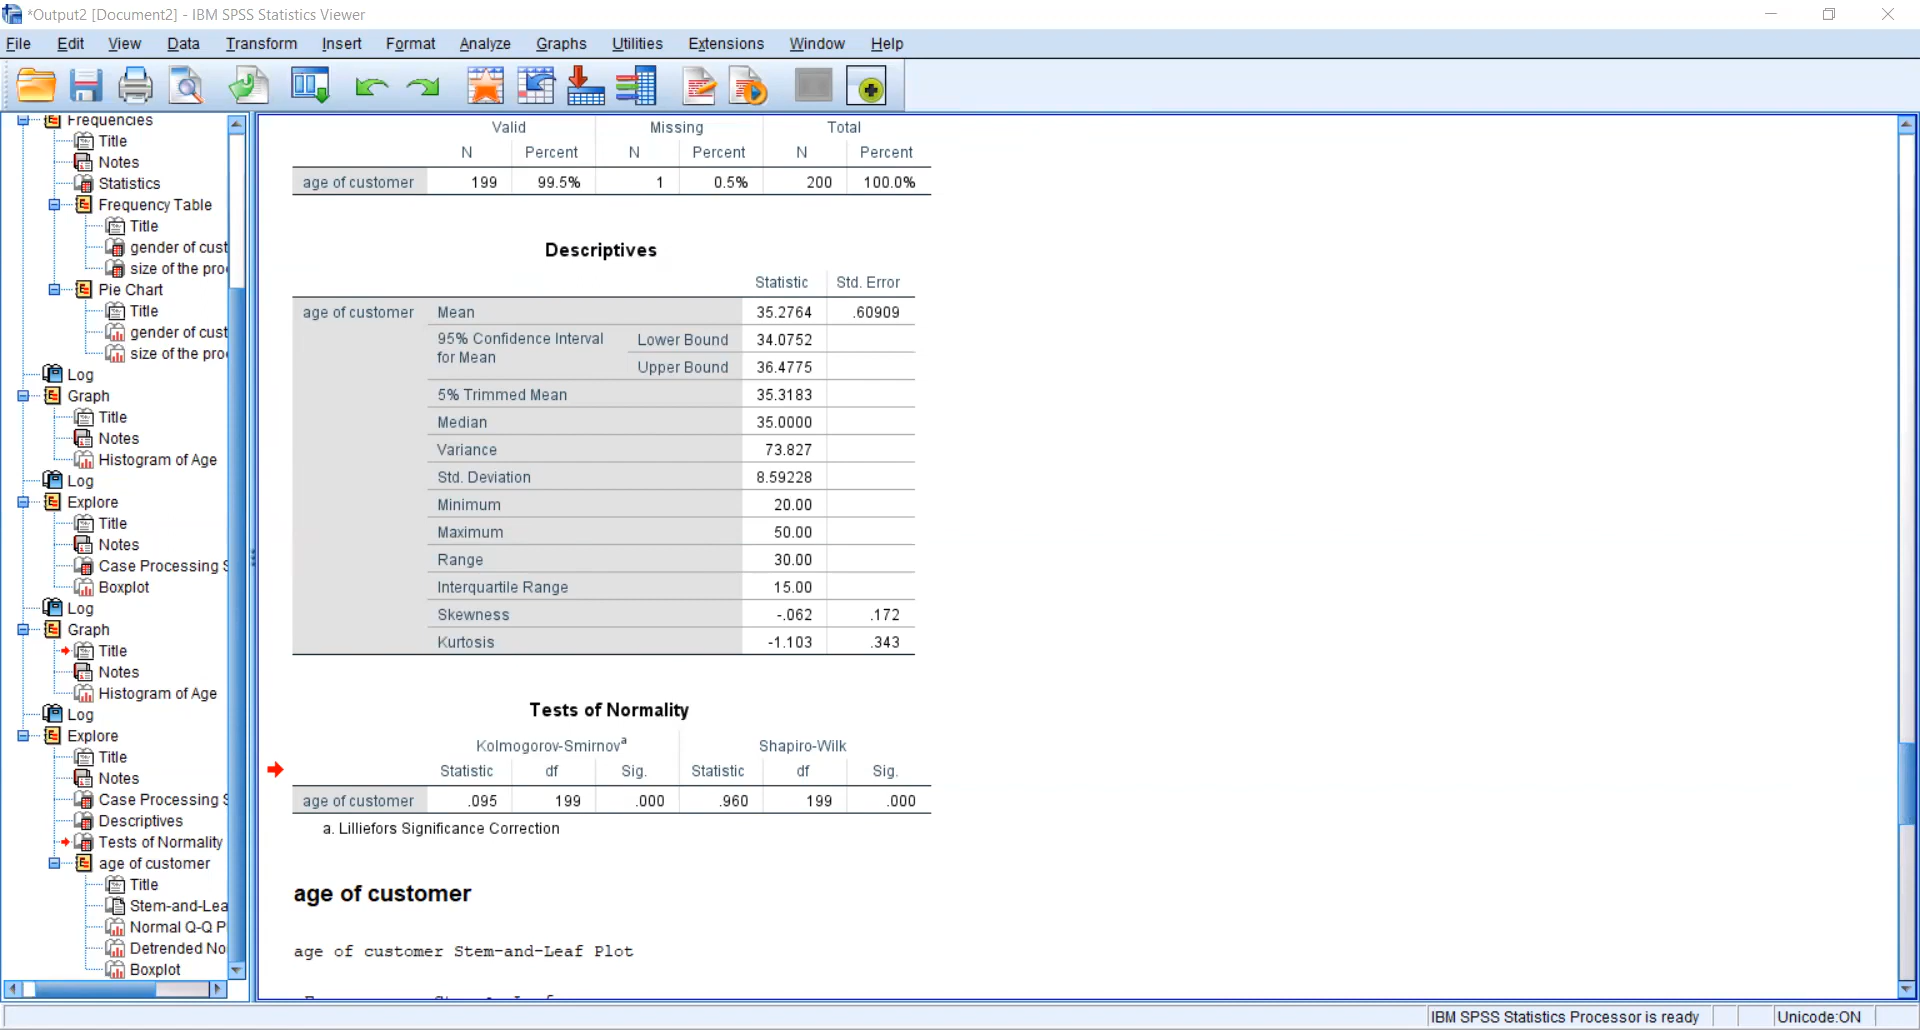 *Output2 [Document2] - IBM SPSS Statistics Viewer
File Edit View Data Transform Insert Format Analyze Graphs Utilities Extensions Window Help
Frequencies
Title
Notes
Statistics
Frequency Table
Title
gender of cust
size of the pro
Pie Chart
Title
gender of cust
size of the pro
Log
Graph
Title
Notes
Histogram of Age
Log
Explore
Title
Notes
Case Processing S
Boxplot
Log
Graph
Title
Notes
Histogram of Age
Log
Explore
Title
Notes
Case Processing S
Descriptives
Tests of Normality
age of customer
Title
Stem-and-Lea
Normal Q-Q P
Detrended No
Boxplot
Valid Missing Total
N Percent N Percent N Percent
age of customer 199 99.5% 1 0.5% 200 100.0%
Descriptives
Statistic Std. Error
age of customer Mean 35.2764 .60909
95% Confidence Interval for Mean Lower Bound 34.0752
Upper Bound 36.4775
5% Trimmed Mean 35.3183
Median 35.0000
Variance 73.827
Std. Deviation 8.59228
Minimum 20.00
Maximum 50.00
Range 30.00
Interquartile Range 15.00
Skewness -.062 .172
Kurtosis -1.103 .343
Tests of Normality
Kolmogorov-Smirnov^a Shapiro-Wilk
Statistic df Sig. Statistic df Sig.
age of customer .095 199 .000 .960 199 .000
a. Lilliefors Significance Correction
age of customer
age of customer Stem-and-Leaf Plot
IBM SPSS Statistics Processor is ready Unicode:ON